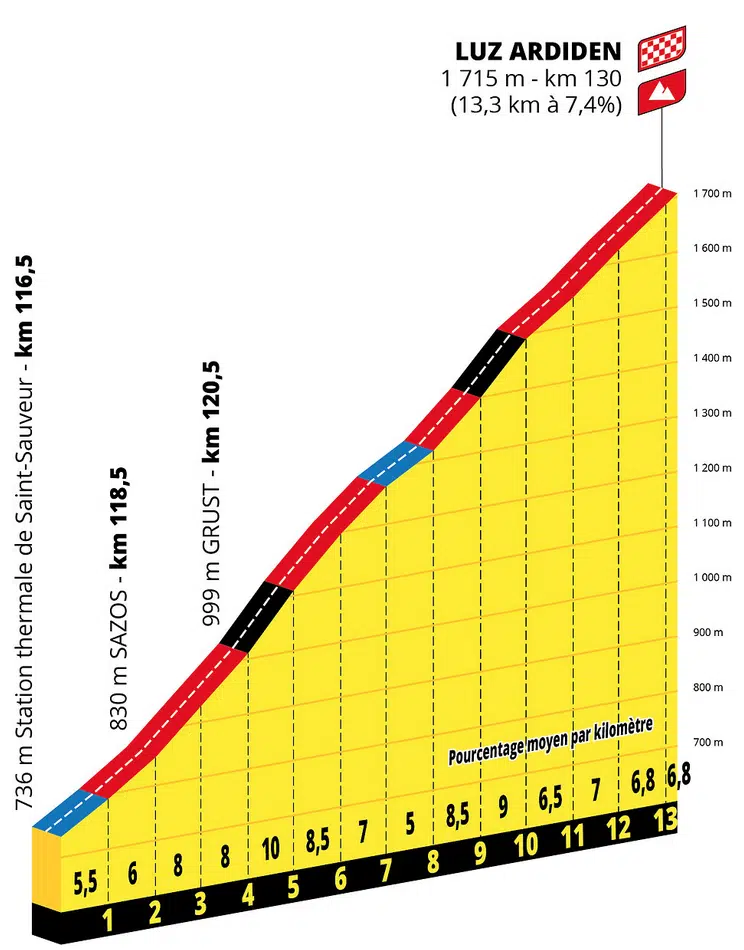 LUZ ARDIDEN
1 715 m - km 130
(13,3 km à 7,4%)
736 m Station thermale de Saint-Sauveur - km 116,5
830 m SAZOS - km 118,5
999 m GRUST - km 120,5
1 700 m
1 600 m
1 500 m
1 400 m
1 300 m
1 200 m
1 100 m
1 000 m
900 m
800 m
700 m
Pourcentage moyen par kilomètre
5,5 6 8 8 10 8,5 7 5 8,5 9 6,5 7 6,8 6,8
1 2 3 4 5 6 7 8 9 10 11 12 13